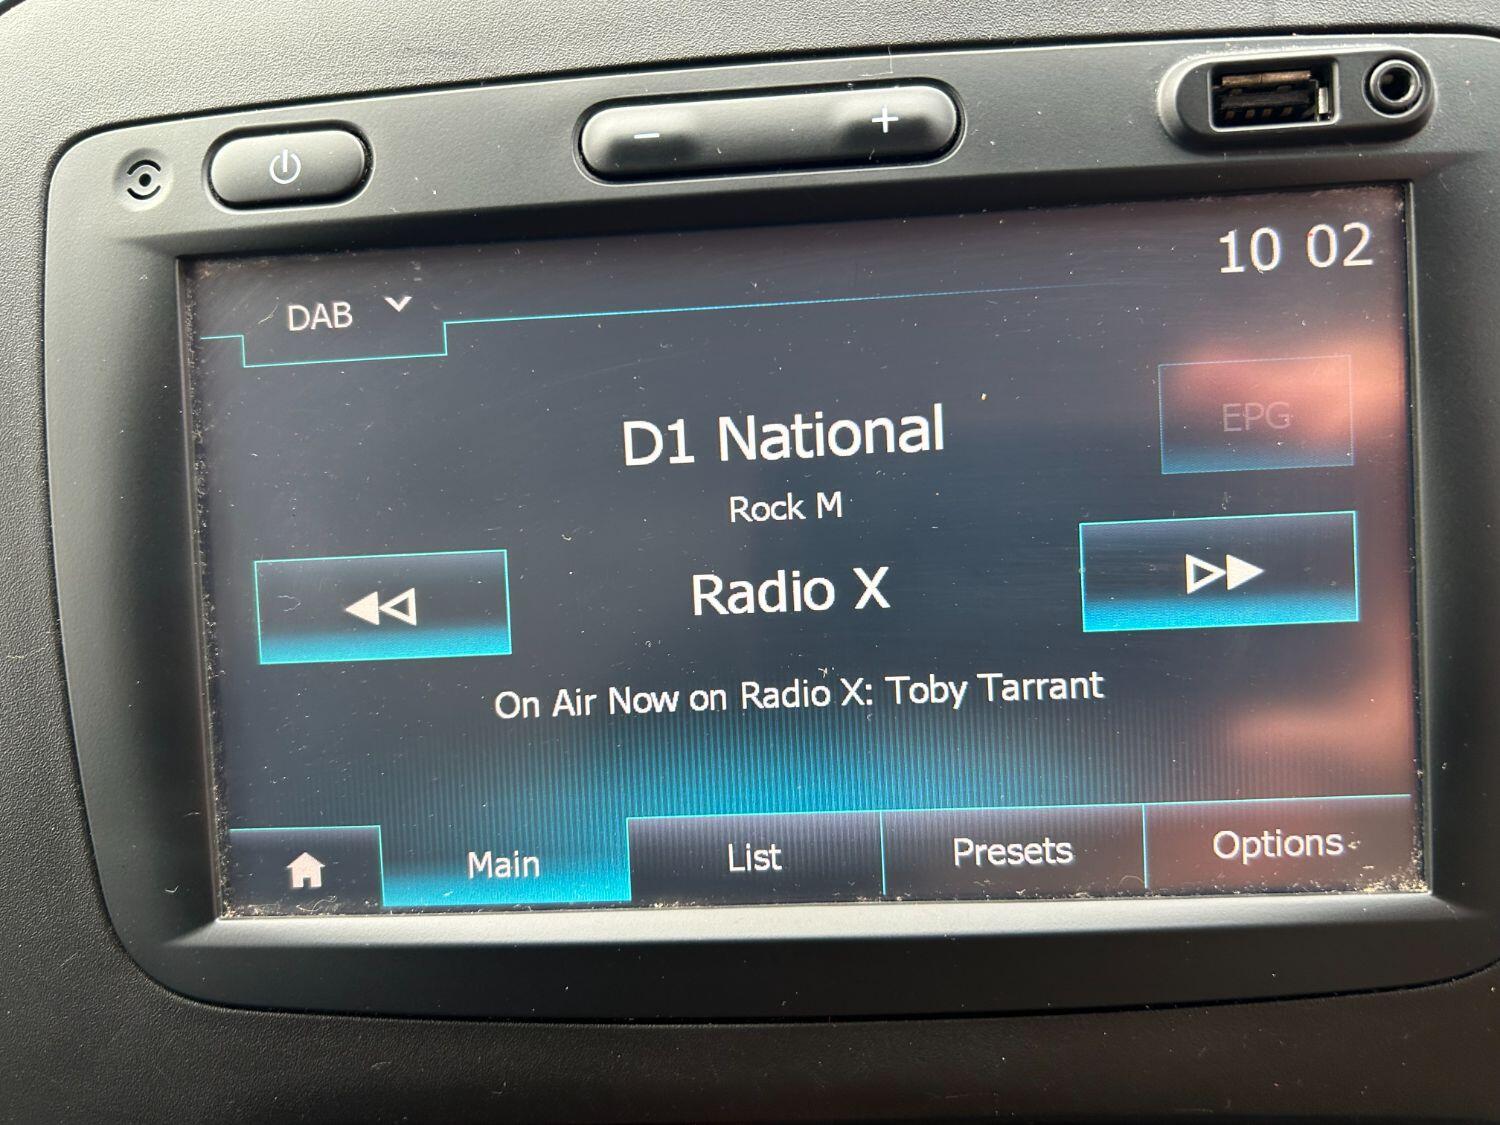 10 02
DAB
EPG
D1 National
Rock M
Radio X
On Air Now on Radio X: Toby Tarrant
Main
List
Presets
Options